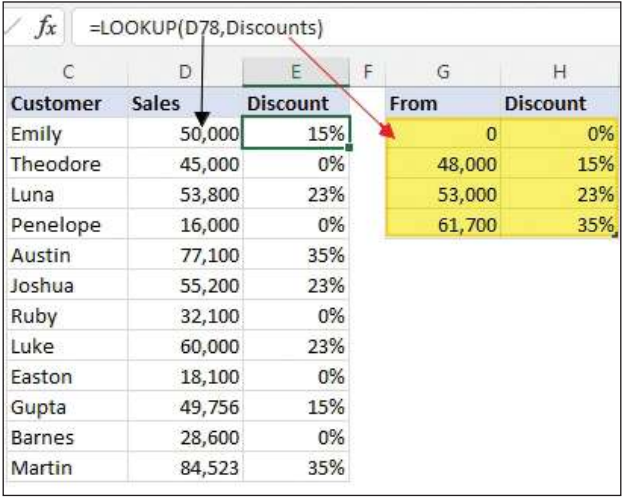 fx =LOOKUP(D78,Discounts)
C D E F G H
Customer Sales Discount From Discount
Emily 50,000 15% 0 0%
Theodore 45,000 0% 48,000 15%
Luna 53,800 23% 53,000 23%
Penelope 16,000 0% 61,700 35%
Austin 77,100 35%
Joshua 55,200 23%
Ruby 32,100 0%
Luke 60,000 23%
Easton 18,100 0%
Gupta 49,756 15%
Barnes 28,600 0%
Martin 84,523 35%